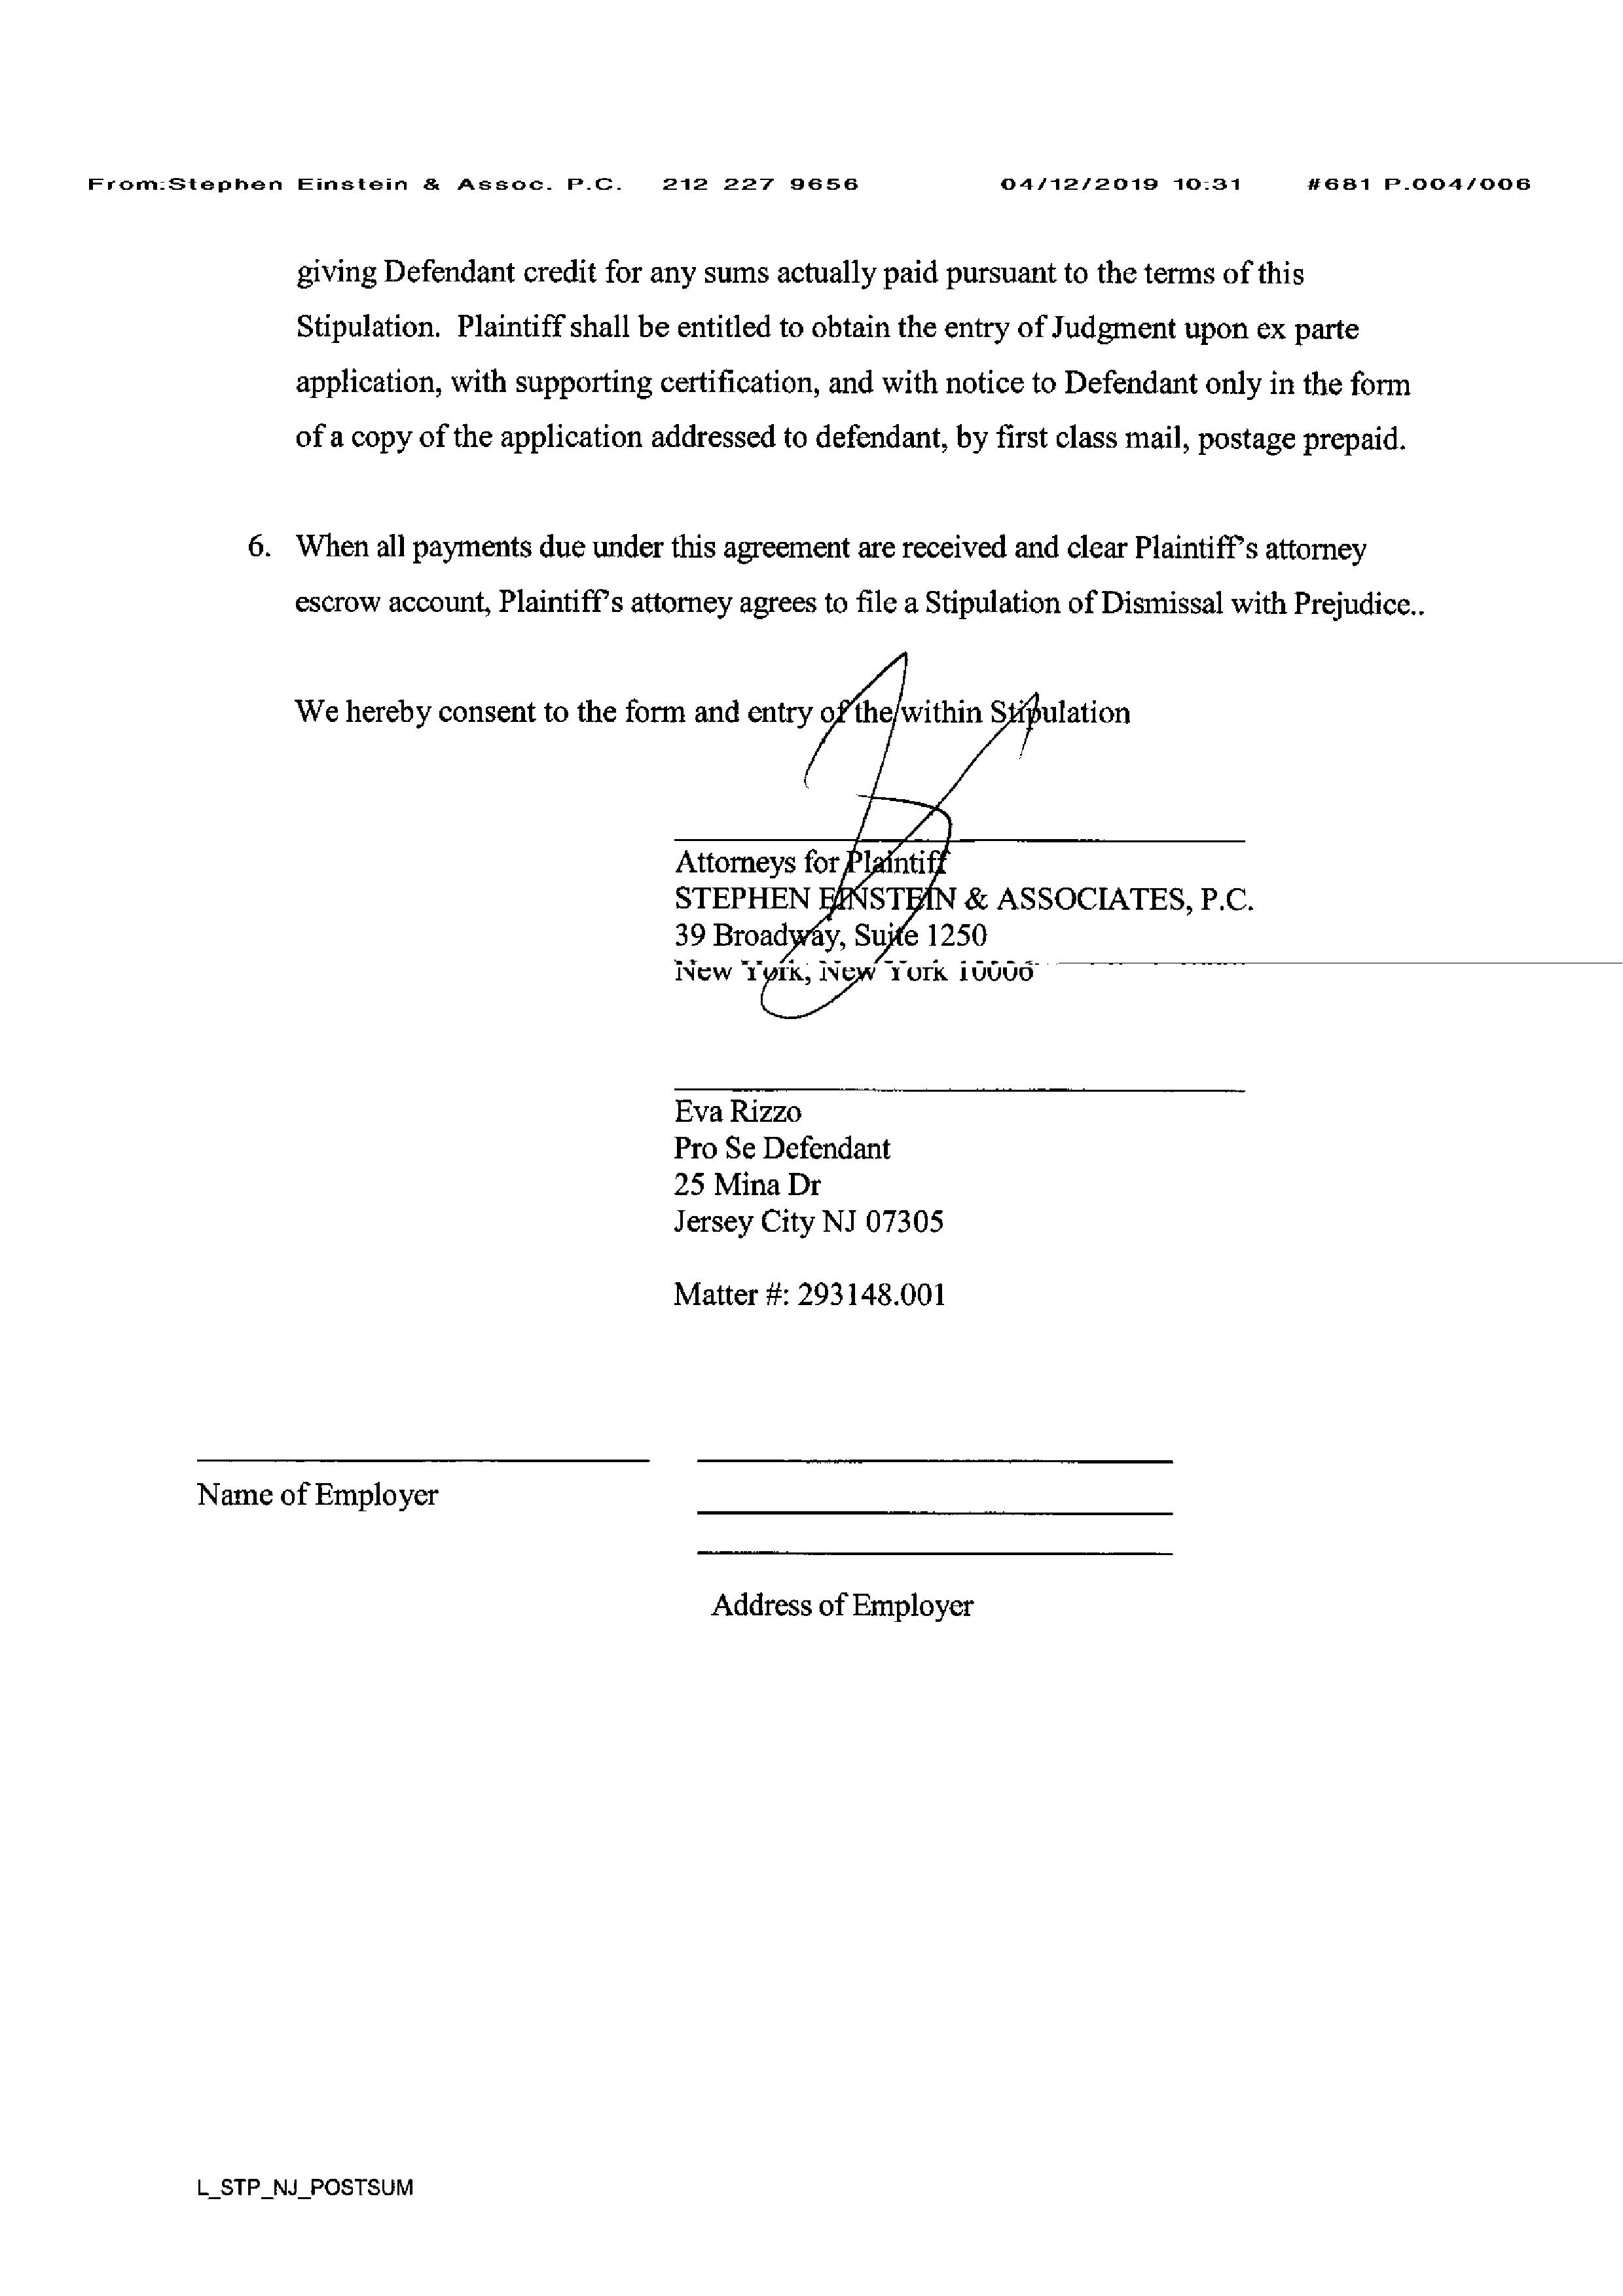 From:Stephen Einstein & Assoc. P.C. 212 227 9656 04/12/2019 10:31 #681 P.004/006
giving Defendant credit for any sums actually paid pursuant to the terms of this
Stipulation. Plaintiff shall be entitled to obtain the entry of Judgment upon ex parte
application, with supporting certification, and with notice to Defendant only in the form
of a copy of the application addressed to defendant, by first class mail, postage prepaid.
6. When all payments due under this agreement are received and clear Plaintiff's attorney
escrow account, Plaintiff's attorney agrees to file a Stipulation of Dismissal with Prejudice..
We hereby consent to the form and entry of the within Stipulation
Attorneys for Plaintiff
STEPHEN EINSTEIN & ASSOCIATES, P.C.
39 Broadway, Suite 1250
New York, New York 10006
Eva Rizzo
Pro Se Defendant
25 Mina Dr
Jersey City NJ 07305
Matter #: 293148.001
Name of Employer
Address of Employer
L_STP_NJ_POSTSUM